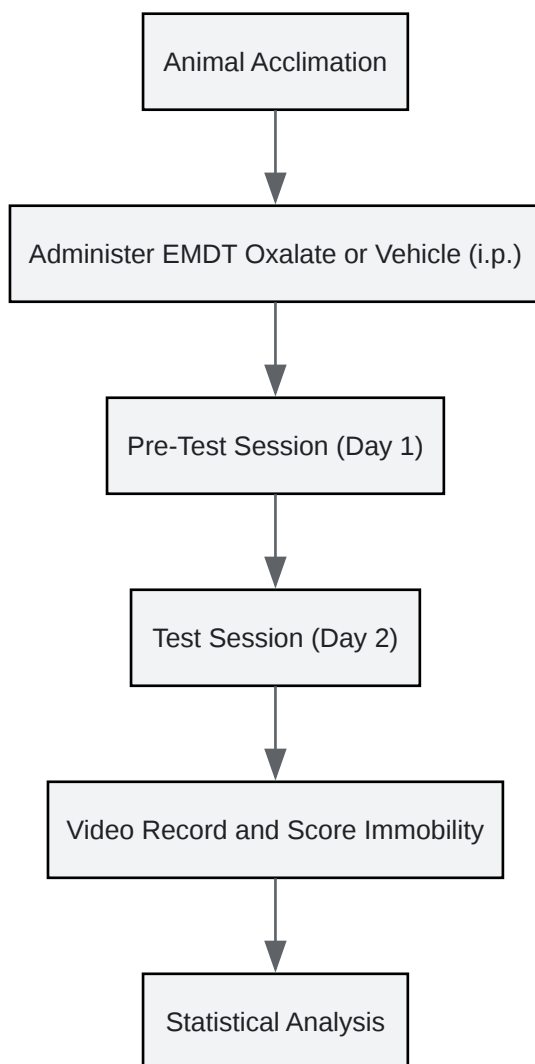 Animal Acclimation
Administer EMDT Oxalate or Vehicle (i.p.)
Pre-Test Session (Day 1)
Test Session (Day 2)
Video Record and Score Immobility
Statistical Analysis